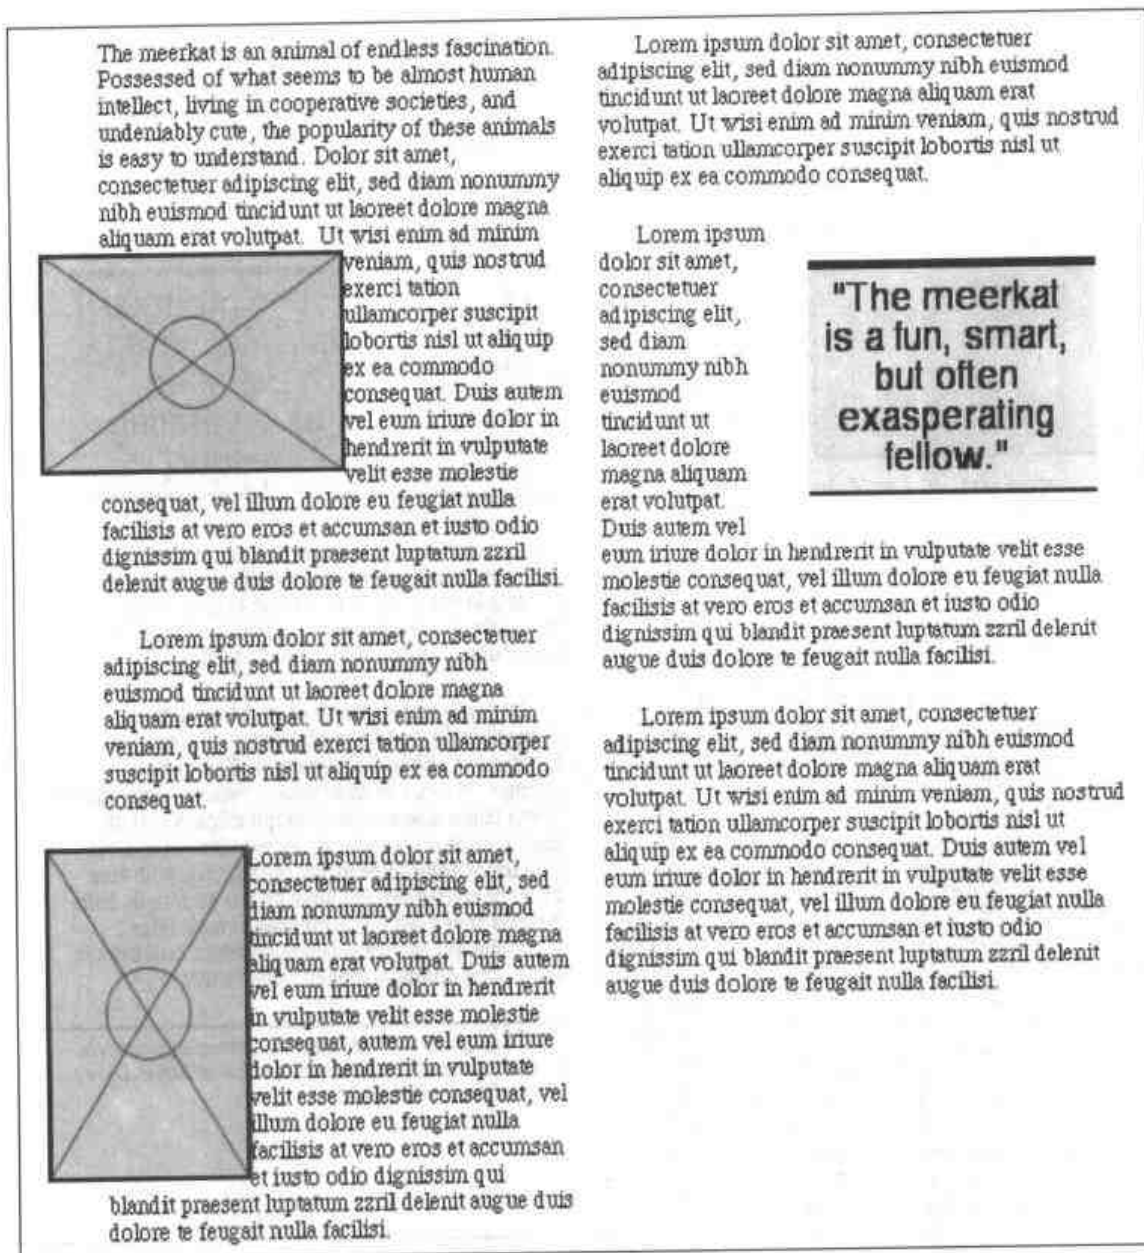 The meerkat is an animal of endless fascination.
Possessed of what seems to be almost human
intellect, living in cooperative societies, and
undeniably cute, the popularity of these animals
is easy to understand. Dolor sit amet,
consectetuer adipiscing elit, sed diam nonummy
nibh euismod tincidunt ut laoreet dolore magna
aliquam erat volutpat. Ut wisi enim ad minim
veniam, quis nostrud
exerci tation
ullamcorper suscipit
lobortis nisl ut aliquip
ex ea commodo
consequat. Duis autem
vel eum iriure dolor in
hendrerit in vulputate
velit esse molestie
consequat, vel illum dolore eu feugiat nulla
facilisis at vero eros et accumsan et iusto odio
dignissim qui blandit praesent luptatum zzril
delenit augue duis dolore te feugait nulla facilisi.
Lorem ipsum dolor sit amet, consectetuer
adipiscing elit, sed diam nonummy nibh
euismod tincidunt ut laoreet dolore magna
aliquam erat volutpat. Ut wisi enim ad minim
veniam, quis nostrud exerci tation ullamcorper
suscipit lobortis nisl ut aliquip ex ea commodo
consequat.
Lorem ipsum dolor sit amet,
consectetuer adipiscing elit, sed
diam nonummy nibh euismod
tincidunt ut laoreet dolore magna
aliquam erat volutpat. Duis autem
vel eum iriure dolor in hendrerit
in vulputate velit esse molestie
consequat, autem vel eum iriure
dolor in hendrerit in vulputate
velit esse molestie consequat, vel
illum dolore eu feugiat nulla
facilisis at vero eros et accumsan
et iusto odio dignissim qui
blandit praesent luptatum zzril delenit augue duis
dolore te feugait nulla facilisi.
Lorem ipsum dolor sit amet, consectetuer
adipiscing elit, sed diam nonummy nibh euismod
tincidunt ut laoreet dolore magna aliquam erat
volutpat. Ut wisi enim ad minim veniam, quis nostrud
exerci tation ullamcorper suscipit lobortis nisl ut
aliquip ex ea commodo consequat.
Lorem ipsum
dolor sit amet,
consectetuer
adipiscing elit,
sed diam
nonummy nibh
euismod
tincidunt ut
laoreet dolore
magna aliquam
erat volutpat.
Duis autem vel
eum iriure dolor in hendrerit in vulputate velit esse
molestie consequat, vel illum dolore eu feugiat nulla
facilisis at vero eros et accumsan et iusto odio
dignissim qui blandit praesent luptatum zzril delenit
augue duis dolore te feugait nulla facilisi.
"The meerkat
is a fun, smart,
but often
exasperating
fellow."
Lorem ipsum dolor sit amet, consectetuer
adipiscing elit, sed diam nonummy nibh euismod
tincidunt ut laoreet dolore magna aliquam erat
volutpat. Ut wisi enim ad minim veniam, quis nostrud
exerci tation ullamcorper suscipit lobortis nisl ut
aliquip ex ea commodo consequat. Duis autem vel
eum iriure dolor in hendrerit in vulputate velit esse
molestie consequat, vel illum dolore eu feugiat nulla
facilisis at vero eros et accumsan et iusto odio
dignissim qui blandit praesent luptatum zzril delenit
augue duis dolore te feugait nulla facilisi.